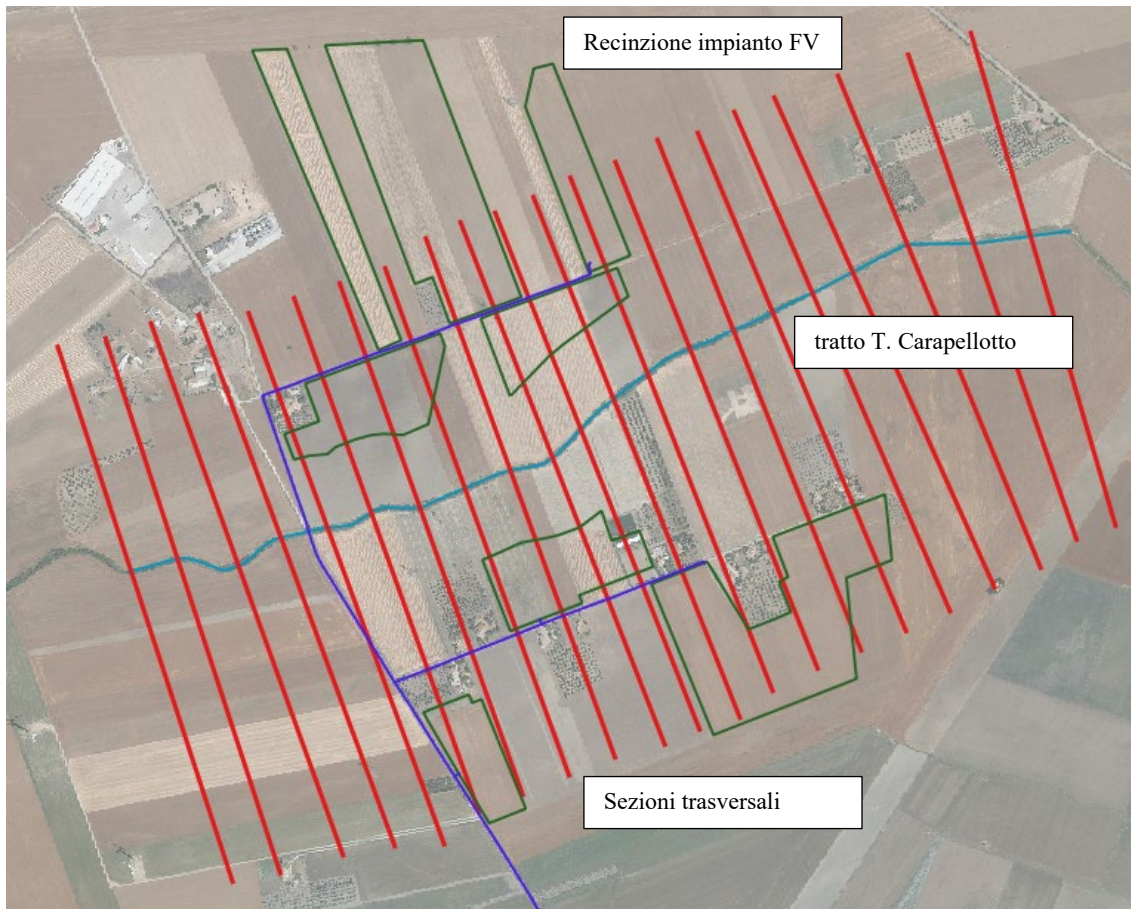 Recinzione impianto FV
tratto T. Carapellotto
Sezioni trasversali